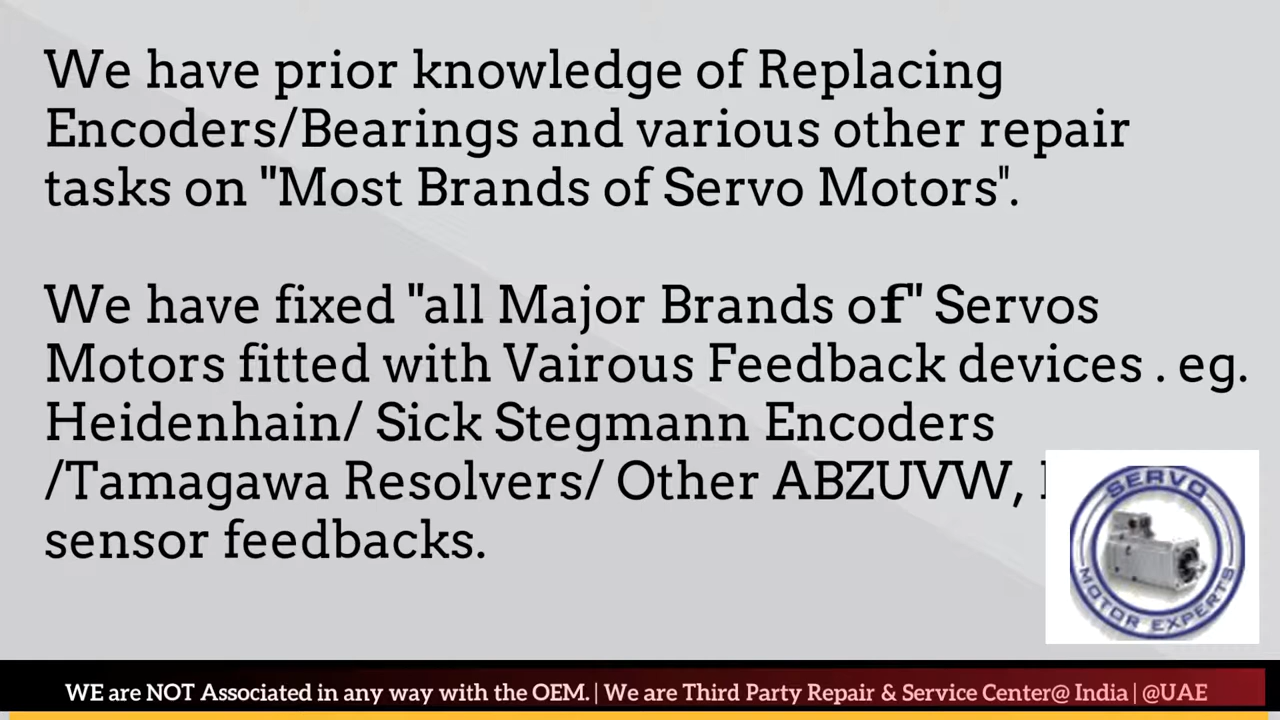 We have prior knowledge of Replacing
Encoders/Bearings and various other repair
tasks on "Most Brands of Servo Motors".
We have fixed "all Major Brands of" Servos
Motors fitted with Vairous Feedback devices . eg.
Heidenhain/ Sick Stegmann Encoders
/Tamagawa Resolvers/ Other ABZUVW,
sensor feedbacks.
SERVO
MOTOR EXPERTS
WE are NOT Associated in any way with the OEM. | We are Third Party Repair & Service Center@ India | @UAE